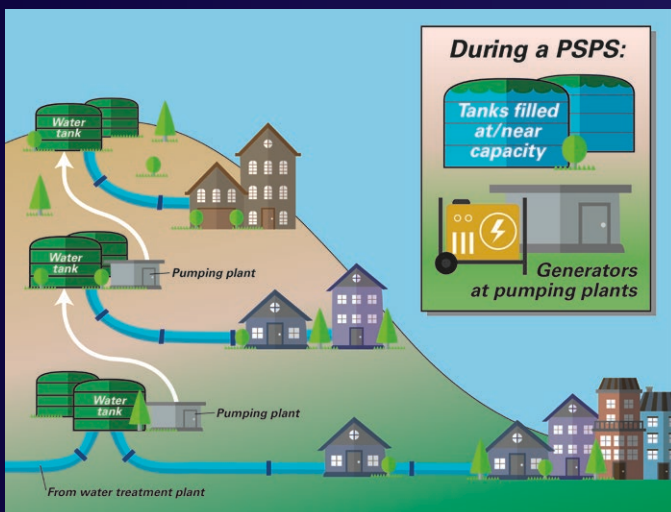 During a PSPS:
Tanks filled
at/near
capacity
Generators
at pumping plants
Water
tank
Water
tank
Pumping plant
Water
tank
Pumping plant
From water treatment plant